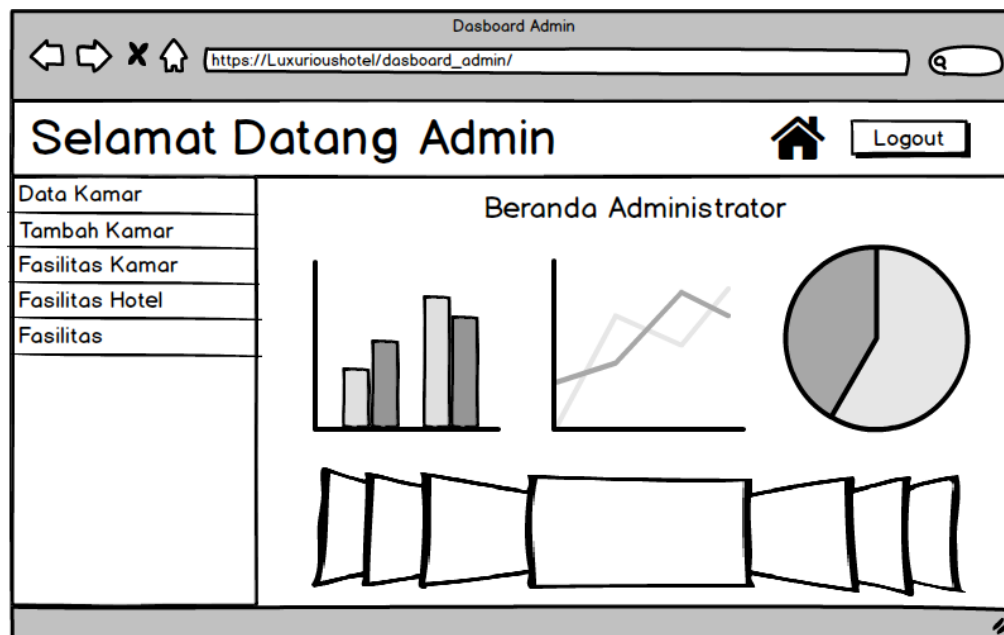 Dasboard Admin
https://Luxurioushotel/dasboard_admin/
Selamat Datang Admin
Logout
Data Kamar
Tambah Kamar
Fasilitas Kamar
Fasilitas Hotel
Fasilitas
Beranda Administrator